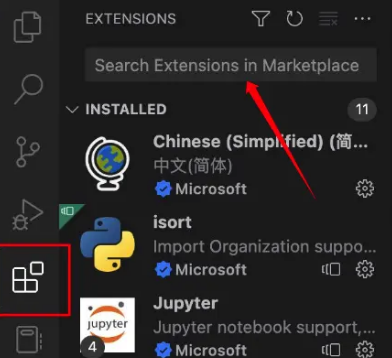 EXTENSIONS
Search Extensions in Marketplace
INSTALLED
11
Chinese (Simplified) (简...
中文(简体)
Microsoft
isort
Import Organization suppo...
Microsoft
Jupyter
jupyter
4
Jupyter notebook support,...